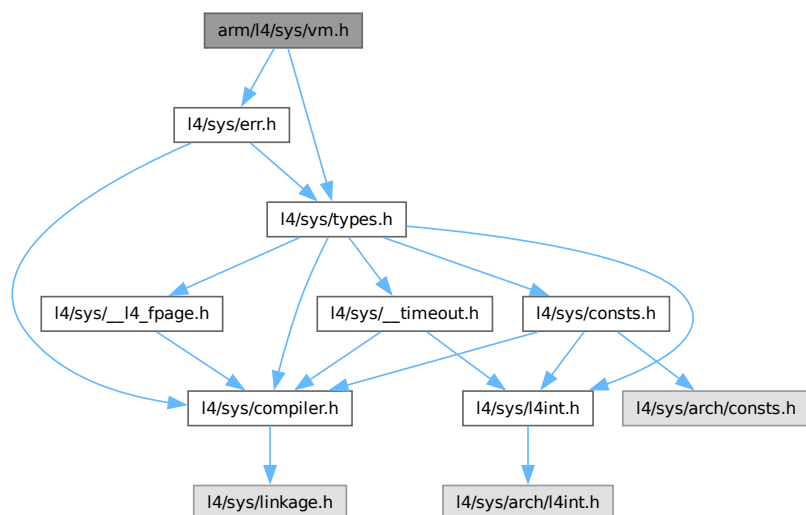 arm/l4/sys/vm.h
l4/sys/err.h
l4/sys/types.h
l4/sys/__l4_fpage.h
l4/sys/__timeout.h
l4/sys/consts.h
l4/sys/compiler.h
l4/sys/l4int.h
l4/sys/arch/consts.h
l4/sys/linkage.h
l4/sys/arch/l4int.h